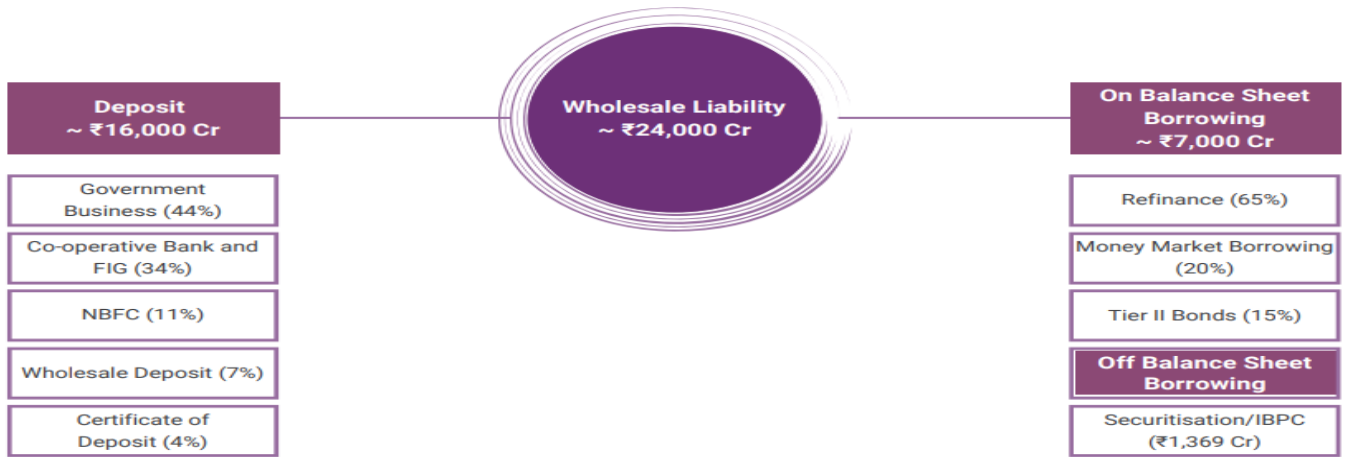 Deposit
~ ₹16,000 Cr
Government
Business (44%)
Co-operative Bank and
FIG (34%)
NBFC (11%)
Wholesale Deposit (7%)
Certificate of
Deposit (4%)
Wholesale Liability
~ ₹24,000 Cr
On Balance Sheet
Borrowing
~ ₹7,000 Cr
Refinance (65%)
Money Market Borrowing
(20%)
Tier II Bonds (15%)
Off Balance Sheet
Borrowing
Securitisation/IBPC
(₹1,369 Cr)